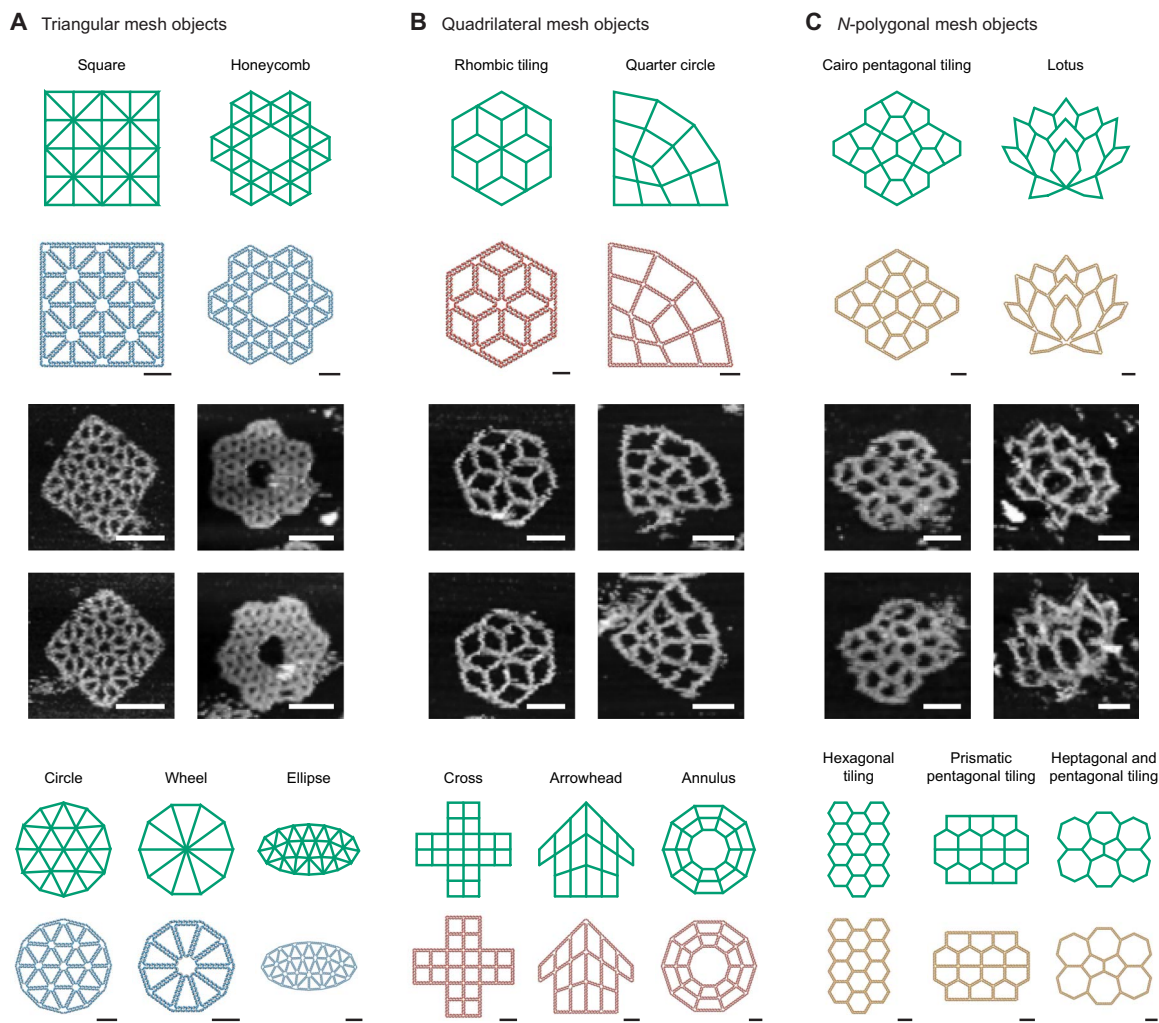 A Triangular mesh objects
B Quadrilateral mesh objects
C N-polygonal mesh objects
Square
Honeycomb
Rhombic tiling
Quarter circle
Cairo pentagonal tiling
Lotus
Circle
Wheel
Ellipse
Cross
Arrowhead
Annulus
Hexagonal
tiling
Prismatic
pentagonal tiling
Heptagonal and
pentagonal tiling